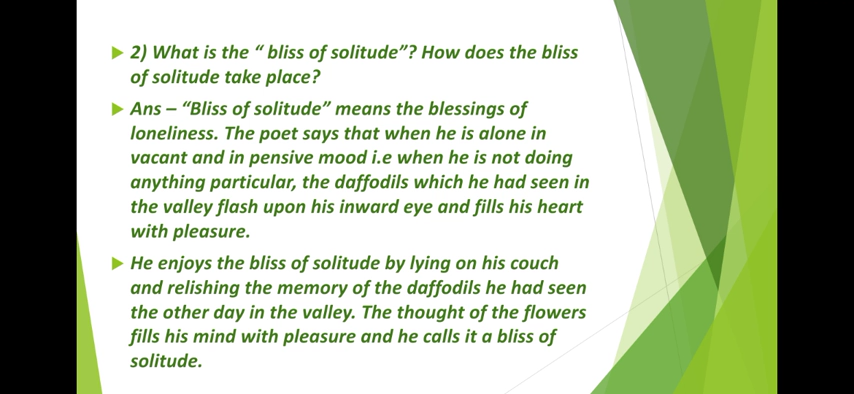 2) What is the “ bliss of solitude”? How does the bliss
of solitude take place?
Ans – “Bliss of solitude” means the blessings of
loneliness. The poet says that when he is alone in
vacant and in pensive mood i.e when he is not doing
anything particular, the daffodils which he had seen in
the valley flash upon his inward eye and fills his heart
with pleasure.
He enjoys the bliss of solitude by lying on his couch
and relishing the memory of the daffodils he had seen
the other day in the valley. The thought of the flowers
fills his mind with pleasure and he calls it a bliss of
solitude.